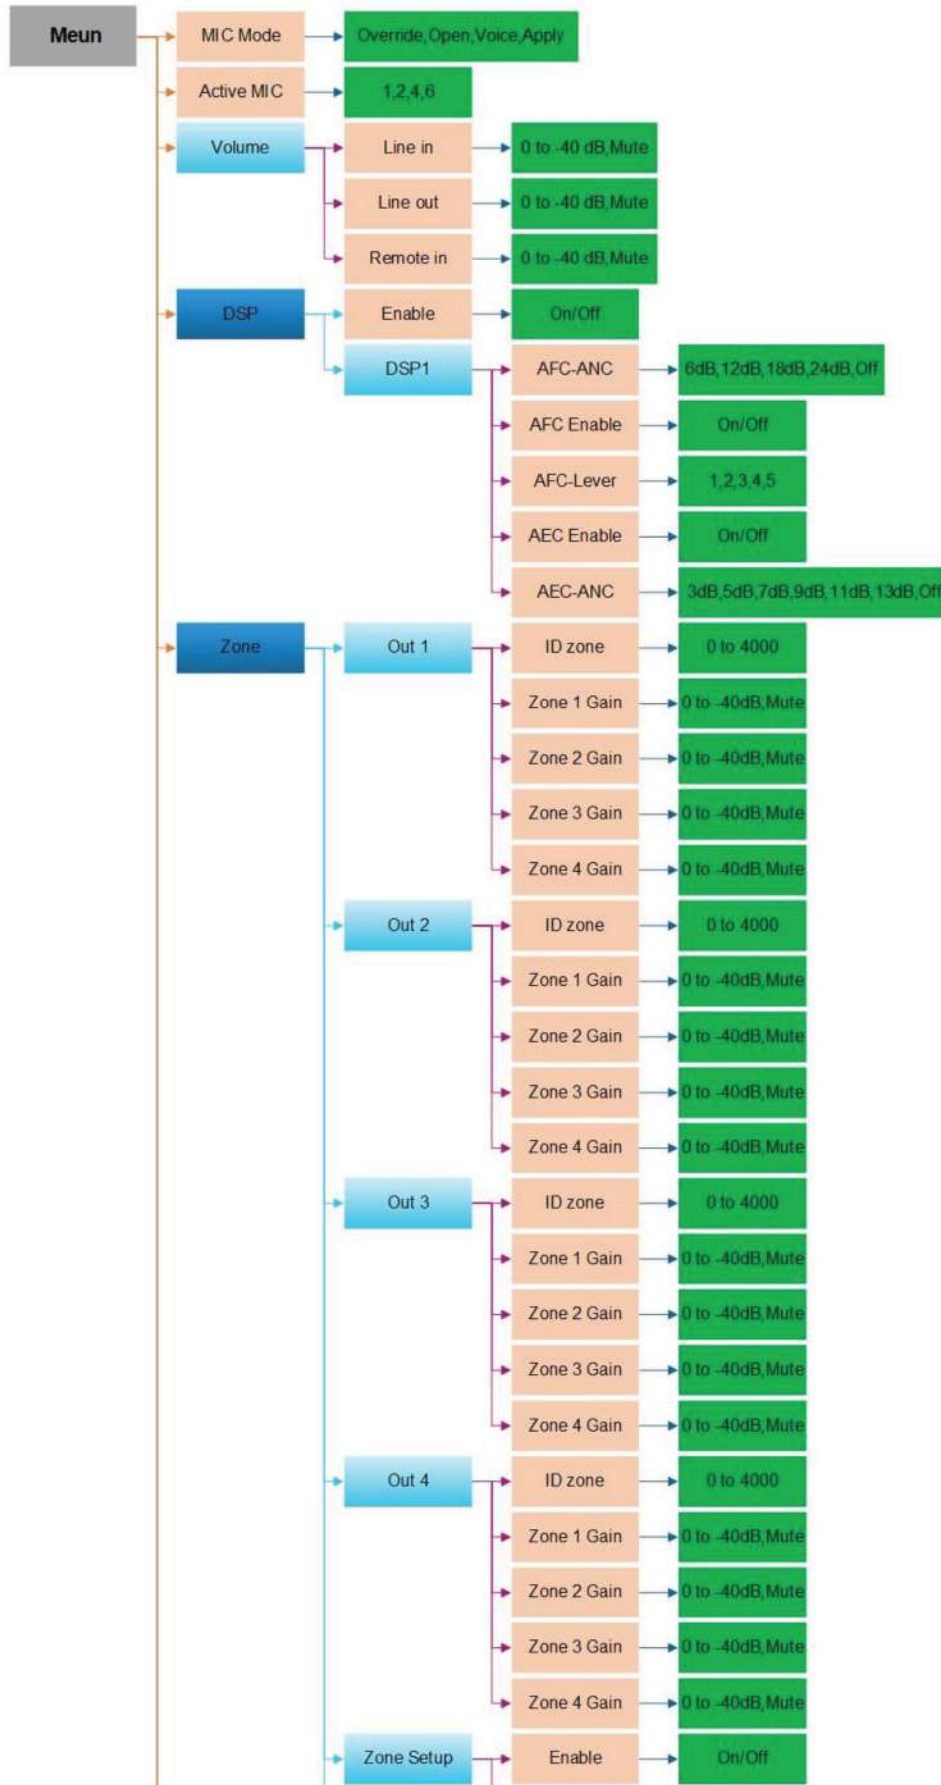 Meun
MIC Mode
Override,Open,Voice,Apply
Active MIC
1,2,4,6
Volume
Line in
0 to -40 dB,Mute
Line out
0 to -40 dB,Mute
Remote in
0 to -40 dB,Mute
DSP
Enable
On/Off
DSP1
AFC-ANC
6dB,12dB,18dB,24dB,Off
AFC Enable
On/Off
AFC-Lever
1,2,3,4,5
AEC Enable
On/Off
AEC-ANC
3dB,5dB,7dB,9dB,11dB,13dB,Off
Zone
Out 1
ID zone
0 to 4000
Zone 1 Gain
0 to -40dB,Mute
Zone 2 Gain
0 to -40dB,Mute
Zone 3 Gain
0 to -40dB,Mute
Zone 4 Gain
0 to -40dB,Mute
Out 2
ID zone
0 to 4000
Zone 1 Gain
0 to -40dB,Mute
Zone 2 Gain
0 to -40dB,Mute
Zone 3 Gain
0 to -40dB,Mute
Zone 4 Gain
0 to -40dB,Mute
Out 3
ID zone
0 to 4000
Zone 1 Gain
0 to -40dB,Mute
Zone 2 Gain
0 to -40dB,Mute
Zone 3 Gain
0 to -40dB,Mute
Zone 4 Gain
0 to -40dB,Mute
Out 4
ID zone
0 to 4000
Zone 1 Gain
0 to -40dB,Mute
Zone 2 Gain
0 to -40dB,Mute
Zone 3 Gain
0 to -40dB,Mute
Zone 4 Gain
0 to -40dB,Mute
Zone Setup
Enable
On/Off